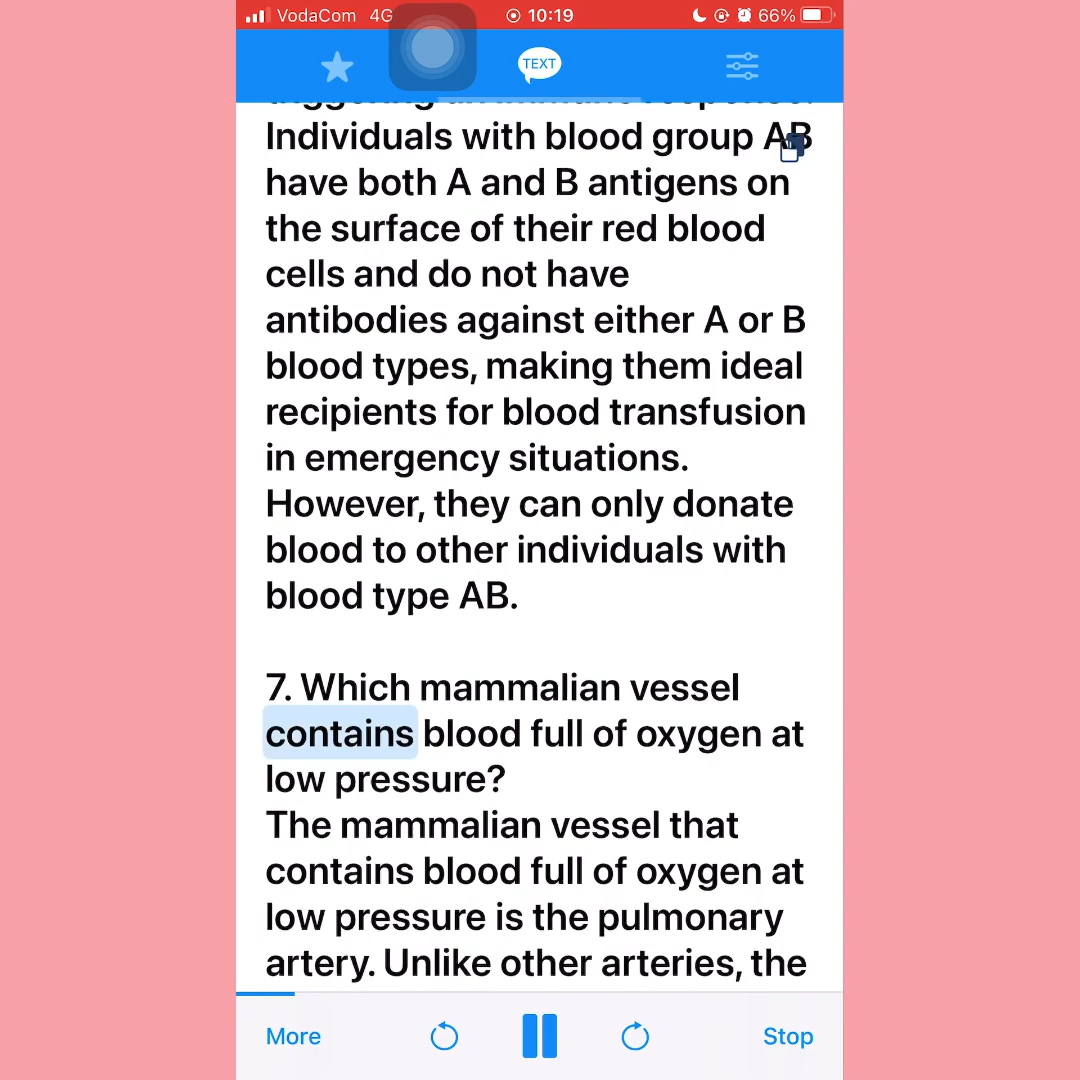 VodaCom 4G 10:19 66%
TEXT
Individuals with blood group AB
have both A and B antigens on
the surface of their red blood
cells and do not have
antibodies against either A or B
blood types, making them ideal
recipients for blood transfusion
in emergency situations.
However, they can only donate
blood to other individuals with
blood type AB.
7. Which mammalian vessel
contains blood full of oxygen at
low pressure?
The mammalian vessel that
contains blood full of oxygen at
low pressure is the pulmonary
artery. Unlike other arteries, the
More Stop